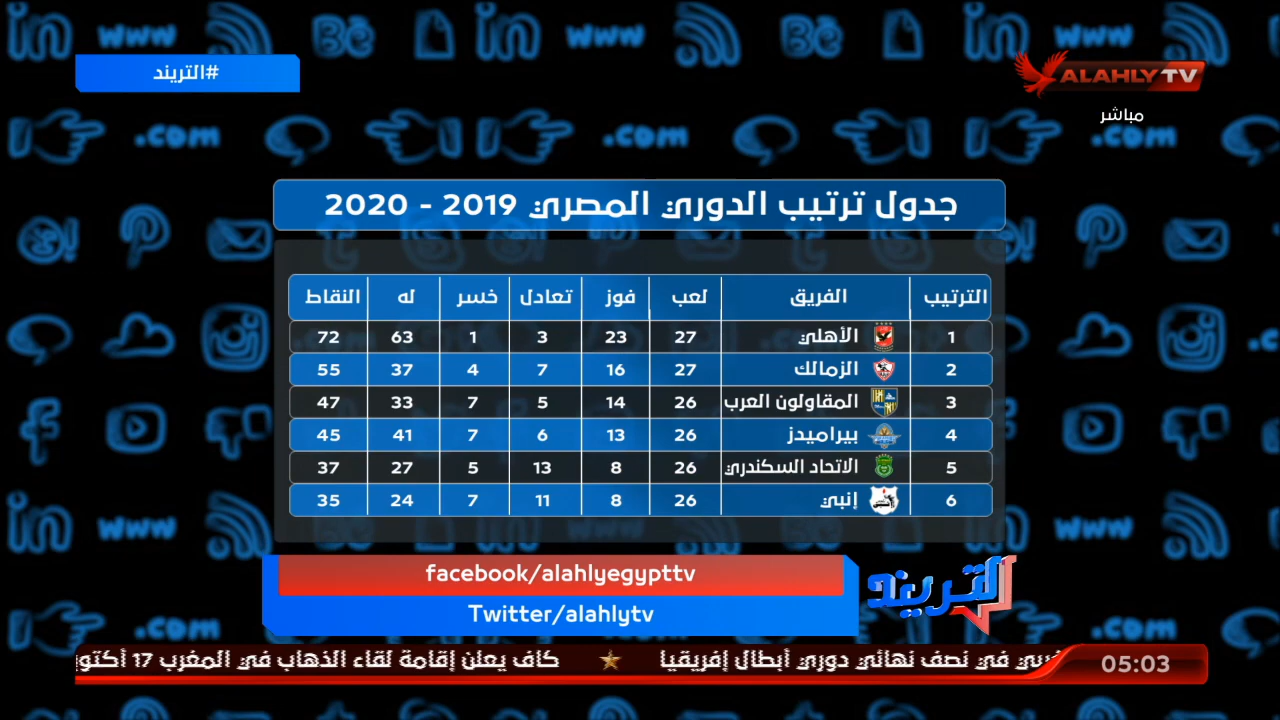 #التريند
ALAHLY TV
مباشر
جدول ترتيب الدوري المصري 2019 - 2020
الترتيب الفريق لعب فوز تعادل خسر له النقاط
1 الأهلي 27 23 3 1 63 72
2 الزمالك 27 16 7 4 37 55
3 المقاولون العرب 26 14 5 7 33 47
4 بيراميدز 26 13 6 7 41 45
5 الاتحاد السكندري 26 8 13 5 27 37
6 إنبي 26 8 11 7 24 35
facebook/alahlyegypttv
Twitter/alahlytv
التريند
في نصف نهائي دوري أبطال إفريقيا ★ كاف يعلن إقامة لقاء الذهاب في المغرب 17
05:03